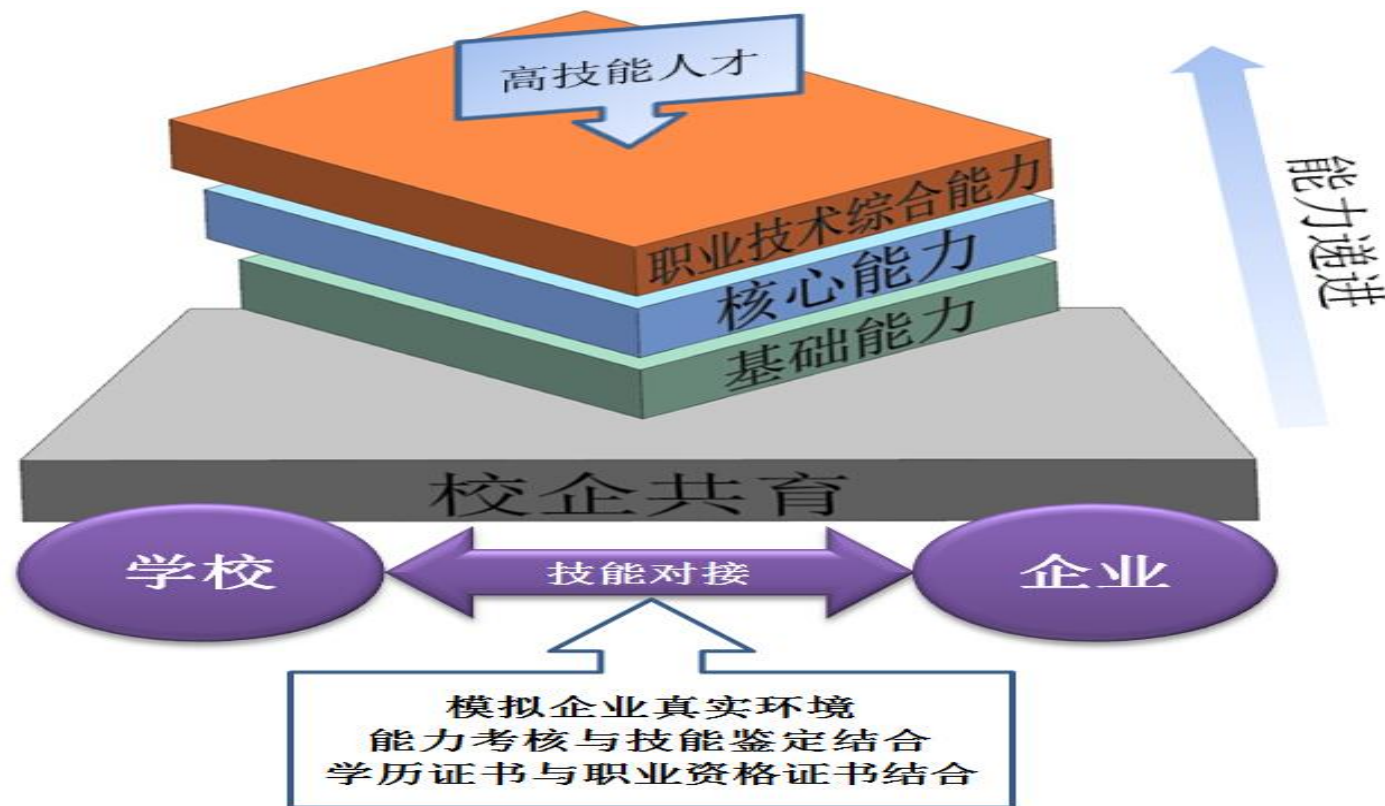 高技能人才
职业技术综合能力
核心能力
基础能力
能力递进
校企共育
学校
技能对接
企业
模拟企业真实环境
能力考核与技能鉴定结合
学历证书与职业资格证书结合